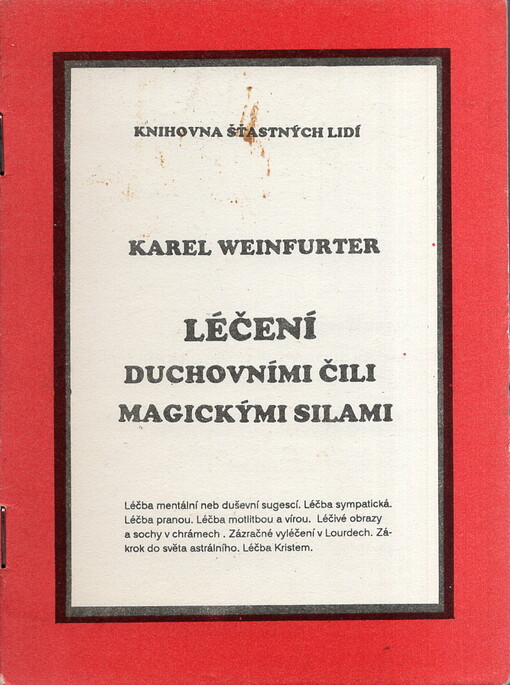 KNIHOVNA ŠŤASTNÝCH LIDÍ
KAREL WEINFURTER
LÉČENÍ
DUCHOVNÍMI ČILI
MAGICKÝMI SILAMI
Léčba mentální neb duševní sugescí. Léčba sympatická.
Léčba pranou. Léčba motlitbou a vírou. Léčivé obrazy
a sochy v chrámech . Zázračné vyléčení v Lourdech. Zá-
krok do světa astrálního. Léčba Kristem.